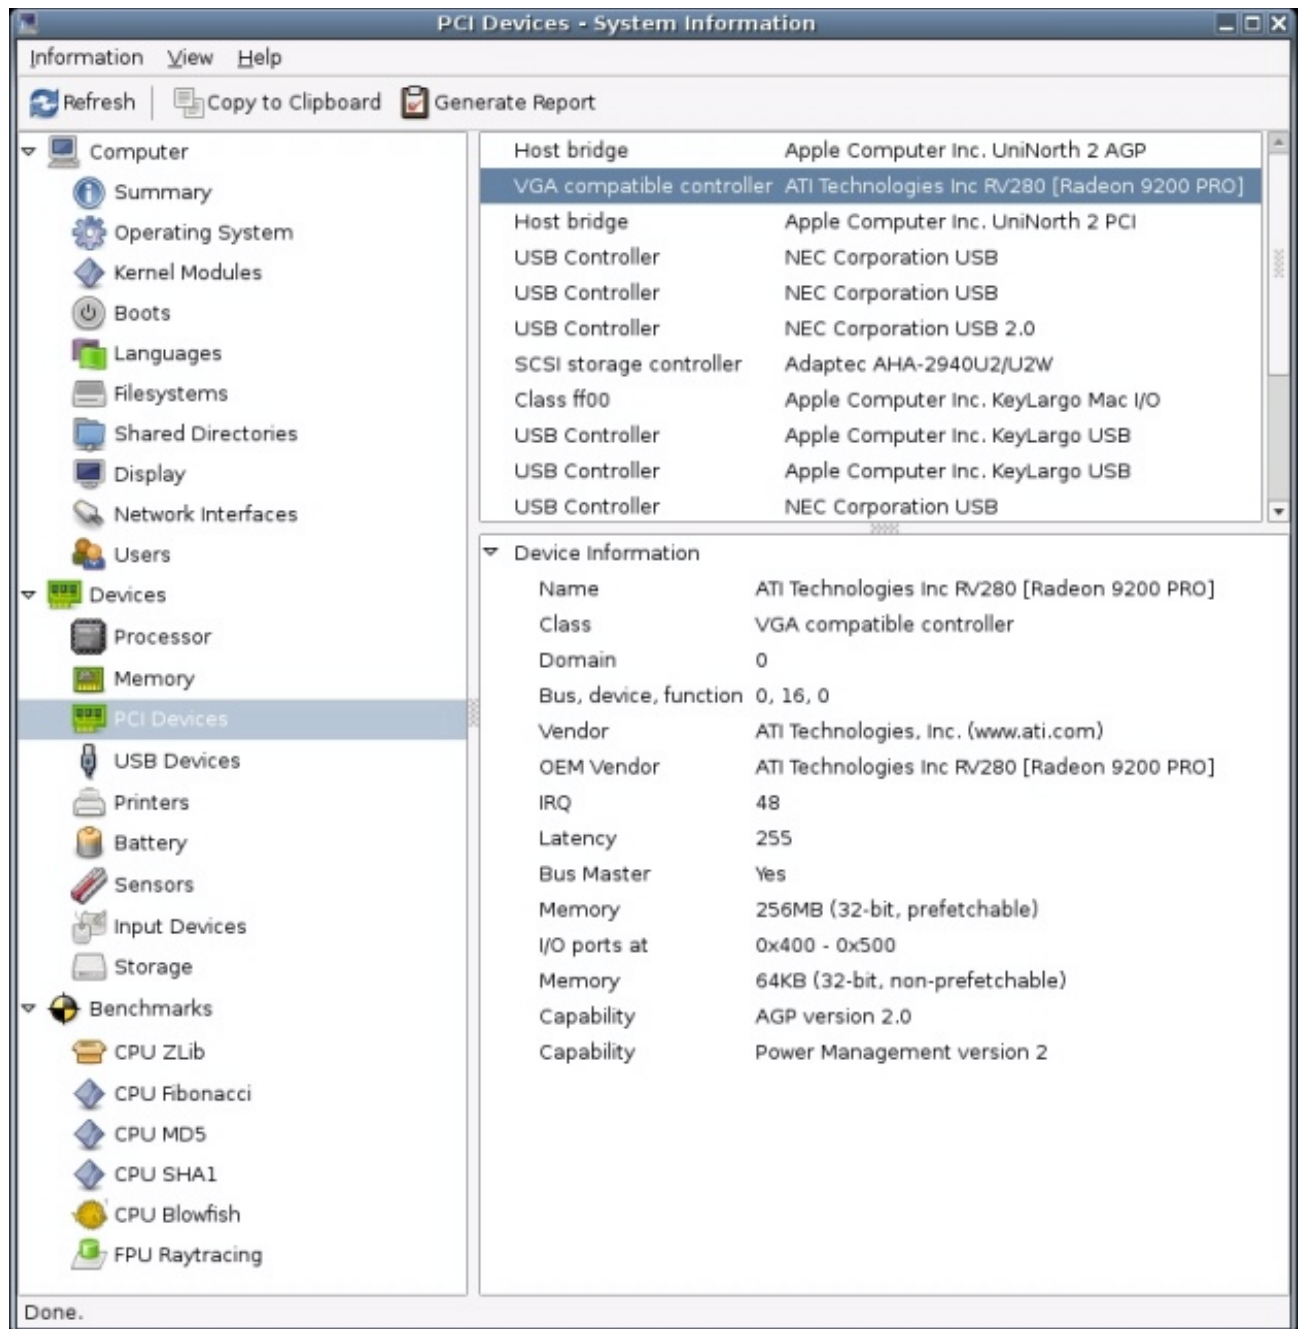 PCI Devices - System Information
Information View Help
Refresh Copy to Clipboard Generate Report
Computer
Summary
Operating System
Kernel Modules
Boots
Languages
Filesystems
Shared Directories
Display
Network Interfaces
Users
Devices
Processor
Memory
PCI Devices
USB Devices
Printers
Battery
Sensors
Input Devices
Storage
Benchmarks
CPU ZLib
CPU Fibonacci
CPU MD5
CPU SHA1
CPU Blowfish
FPU Raytracing
Host bridge Apple Computer Inc. UniNorth 2 AGP
VGA compatible controller ATI Technologies Inc RV280 [Radeon 9200 PRO]
Host bridge Apple Computer Inc. UniNorth 2 PCI
USB Controller NEC Corporation USB
USB Controller NEC Corporation USB
USB Controller NEC Corporation USB 2.0
SCSI storage controller Adaptec AHA-2940U2/U2W
Class ff00 Apple Computer Inc. KeyLargo Mac I/O
USB Controller Apple Computer Inc. KeyLargo USB
USB Controller Apple Computer Inc. KeyLargo USB
USB Controller NEC Corporation USB
Device Information
Name ATI Technologies Inc RV280 [Radeon 9200 PRO]
Class VGA compatible controller
Domain 0
Bus, device, function 0, 16, 0
Vendor ATI Technologies, Inc. (www.ati.com)
OEM Vendor ATI Technologies Inc RV280 [Radeon 9200 PRO]
IRQ 48
Latency 255
Bus Master Yes
Memory 256MB (32-bit, prefetchable)
I/O ports at 0x400 - 0x500
Memory 64KB (32-bit, non-prefetchable)
Capability AGP version 2.0
Capability Power Management version 2
Done.